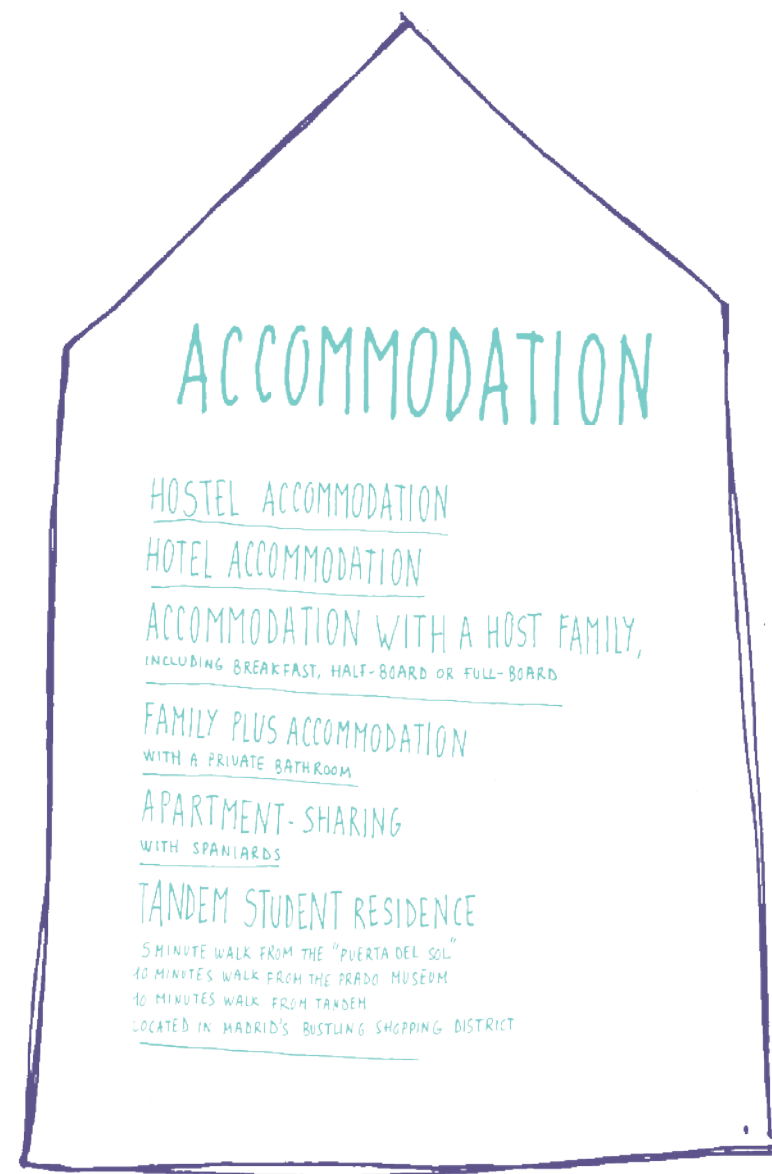 ACCOMMODATION
HOSTEL ACCOMMODATION
HOTEL ACCOMMODATION
ACCOMMODATION WITH A HOST FAMILY,
INCLUDING BREAKFAST, HALF-BOARD OR FULL-BOARD
FAMILY PLUS ACCOMMODATION
WITH A PRIVATE BATHROOM
APARTMENT-SHARING
WITH SPANIARDS
TANDEM STUDENT RESIDENCE
5 MINUTE WALK FROM THE "PUERTA DEL SOL"
10 MINUTES WALK FROM THE PRADO MUSEUM
10 MINUTES WALK FROM TANDEM
LOCATED IN MADRID'S BUSTLING SHOPPING DISTRICT